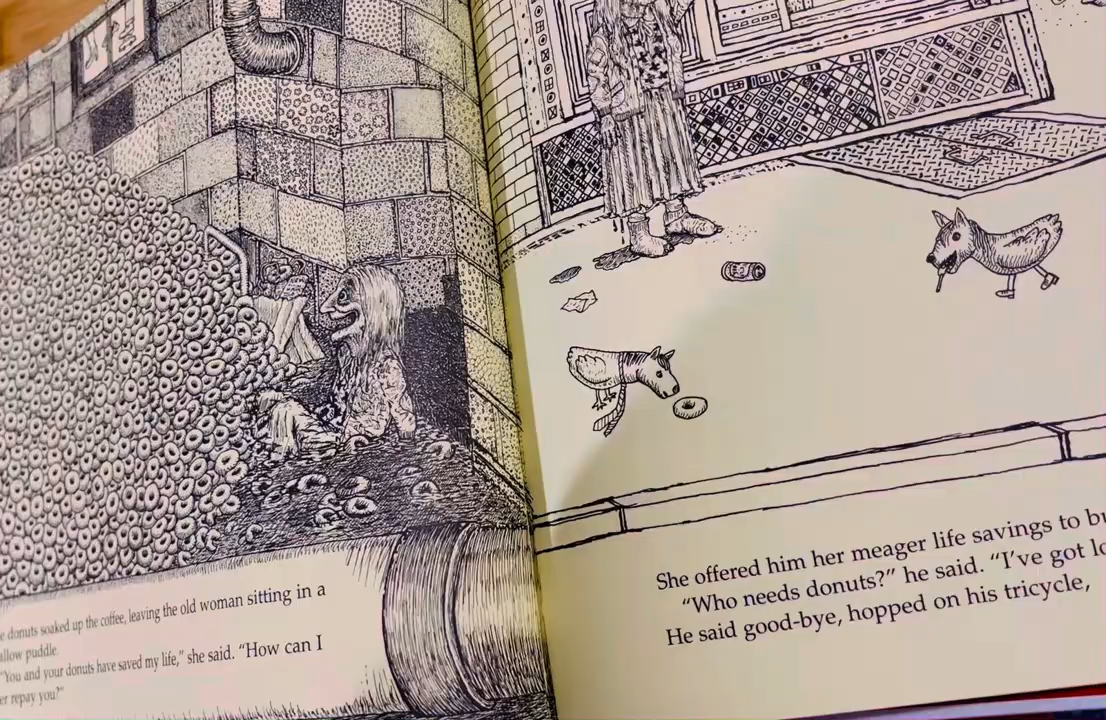 e donuts soaked up the coffee, leaving the old woman sitting in a
allow puddle.
"You and your donuts have saved my life," she said. "How can I
er repay you?"
She offered him her meager life savings to bu
"Who needs donuts?" he said. "I've got lo
He said good-bye, hopped on his tricycle,